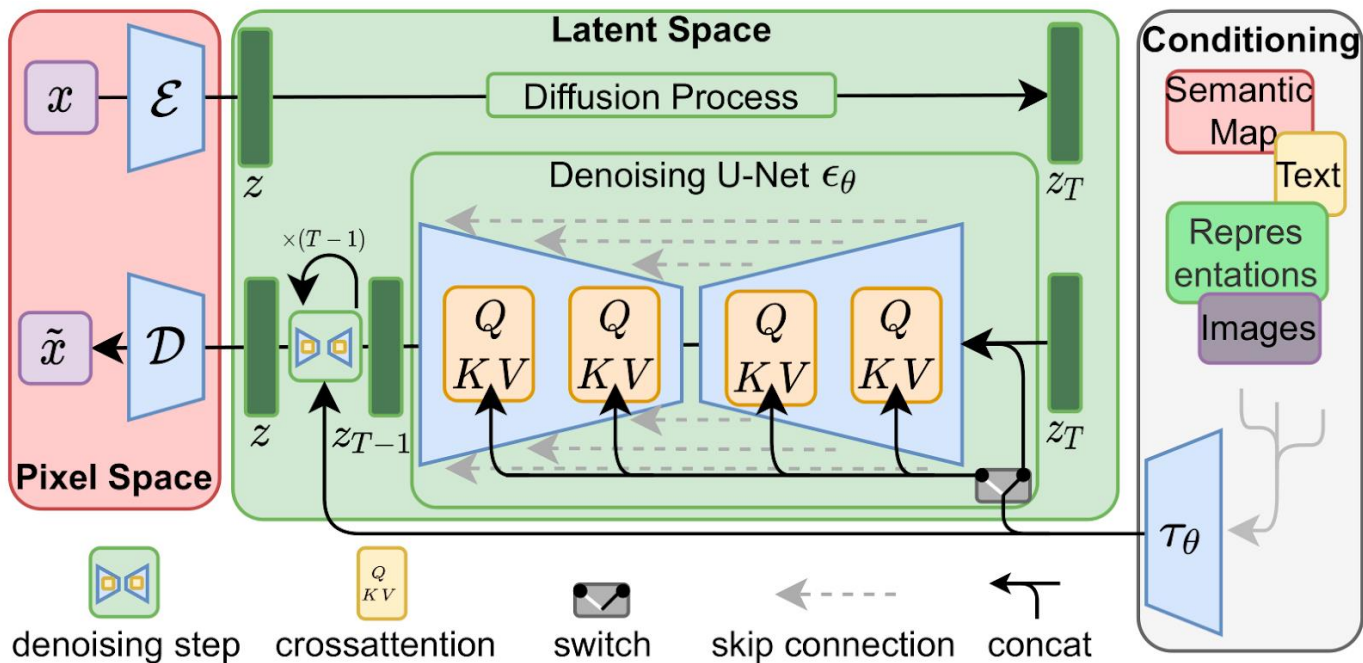 Latent Space
Conditioning
x
ℰ
z
Diffusion Process
z_T
Semantic
Map
Text
Repres
entations
Images
Denoising U-Net ϵ_θ
×(T − 1)
Q
K V
Q
K V
Q
K V
Q
K V
x̃
𝒟
z
z_{T−1}
z_T
Pixel Space
τ_θ
Q
K V
denoising step
crossattention
switch
skip connection
concat